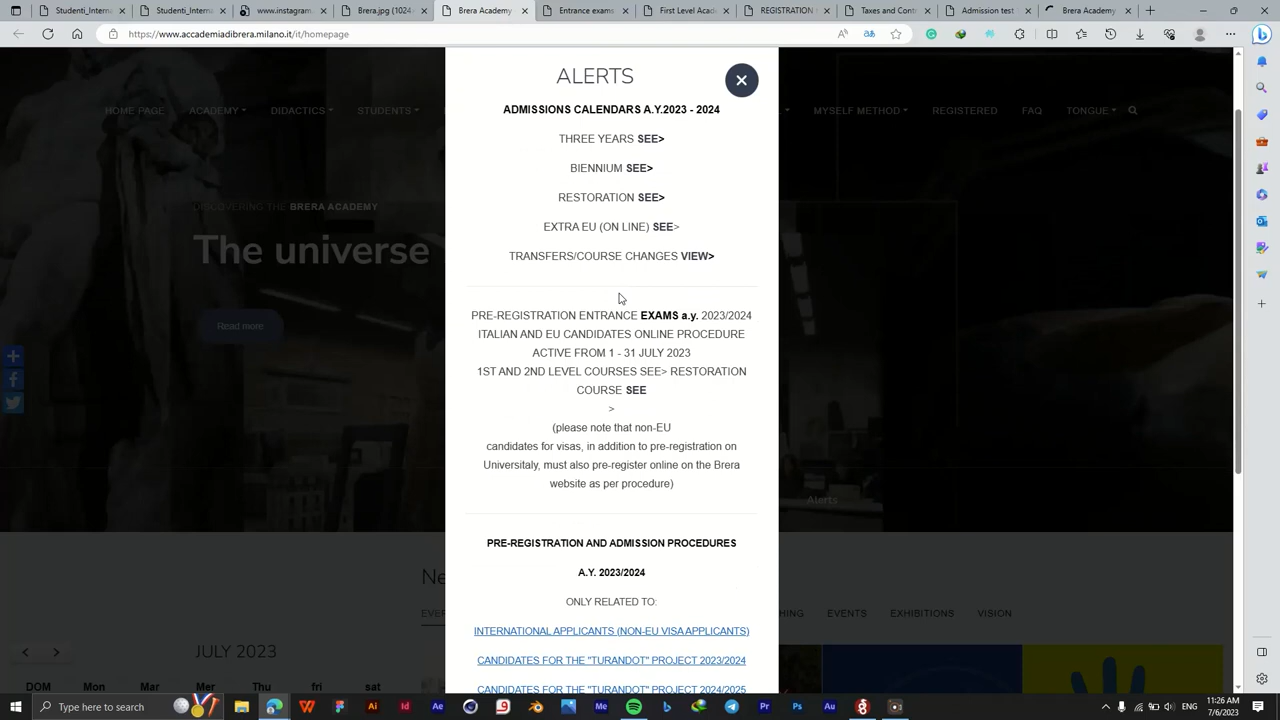 https://www.accademiadibrera.milano.it/it/homepage
ALERTS
ADMISSIONS CALENDARS A.Y.2023 - 2024
THREE YEARS SEE>
BIENNIUM SEE>
RESTORATION SEE>
EXTRA EU (ON LINE) SEE>
TRANSFERS/COURSE CHANGES VIEW>
PRE-REGISTRATION ENTRANCE EXAMS a.y. 2023/2024
ITALIAN AND EU CANDIDATES ONLINE PROCEDURE
ACTIVE FROM 1 - 31 JULY 2023
1ST AND 2ND LEVEL COURSES SEE> RESTORATION
COURSE SEE
>
(please note that non-EU
candidates for visas, in addition to pre-registration on
Universitaly, must also pre-register online on the Brera
website as per procedure)
PRE-REGISTRATION AND ADMISSION PROCEDURES
A.Y. 2023/2024
ONLY RELATED TO:
INTERNATIONAL APPLICANTS (NON-EU VISA APPLICANTS)
CANDIDATES FOR THE "TURANDOT" PROJECT 2023/2024
CANDIDATES FOR THE "TURANDOT" PROJECT 2024/2025
HOME PAGE ACADEMY DIDACTICS STUDENTS MYSELF METHOD REGISTERED FAQ TONGUE
DISCOVERING THE BRERA ACADEMY
The universe
Read more
Alerts
Ne
EVER
HING EVENTS EXHIBITIONS VISION
JULY 2023
DOM Mon Mar Mer Thu fri sat
Type here to search
11:26 AM
7/6/2023